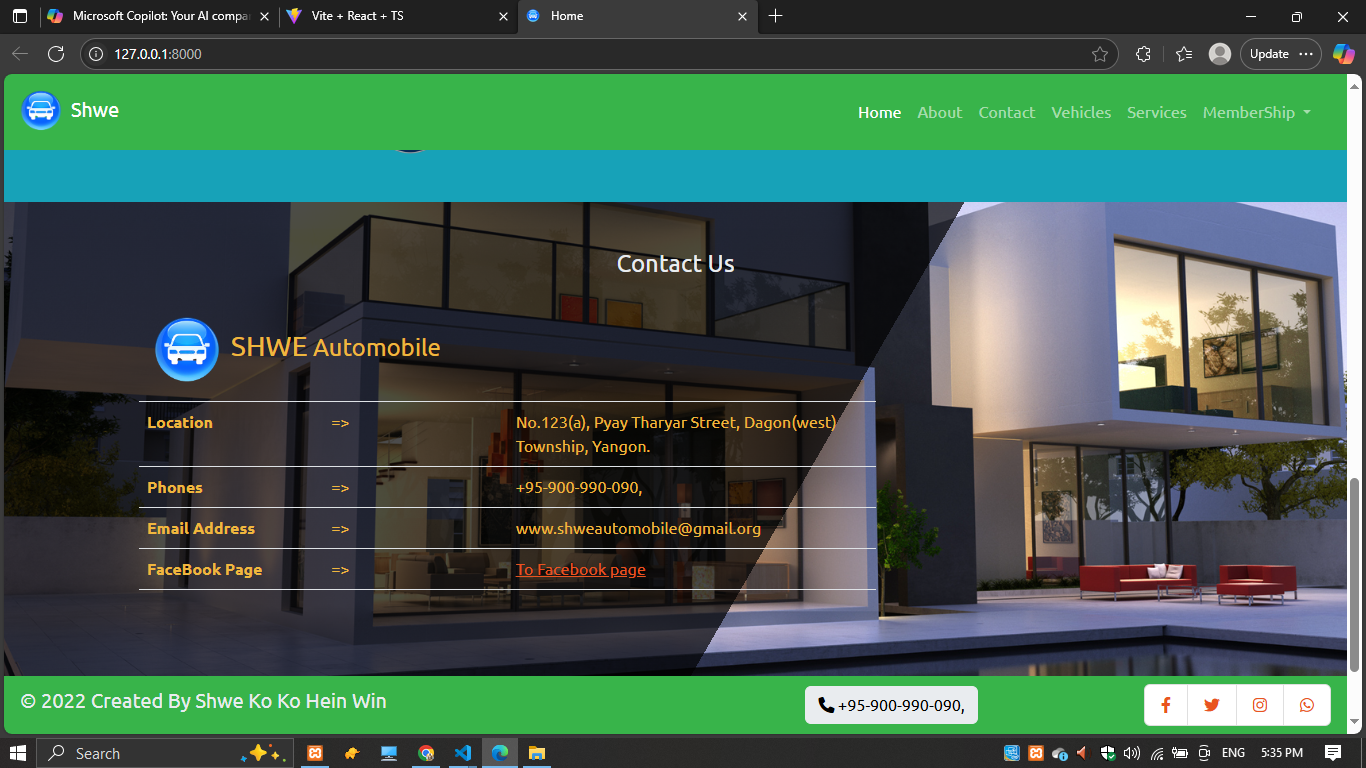 Microsoft Copilot: Your AI compa
Vite + React + TS
Home
127.0.0.1:8000
Update
Shwe
Home About Contact Vehicles Services MemberShip
Contact Us
SHWE Automobile
Location => No.123(a), Pyay Tharyar Street, Dagon(west)
Township, Yangon.
Phones => +95-900-990-090,
Email Address => www.shweautomobile@gmail.org
FaceBook Page => To Facebook page
© 2022 Created By Shwe Ko Ko Hein Win
+95-900-990-090,
Search
ENG
5:35 PM